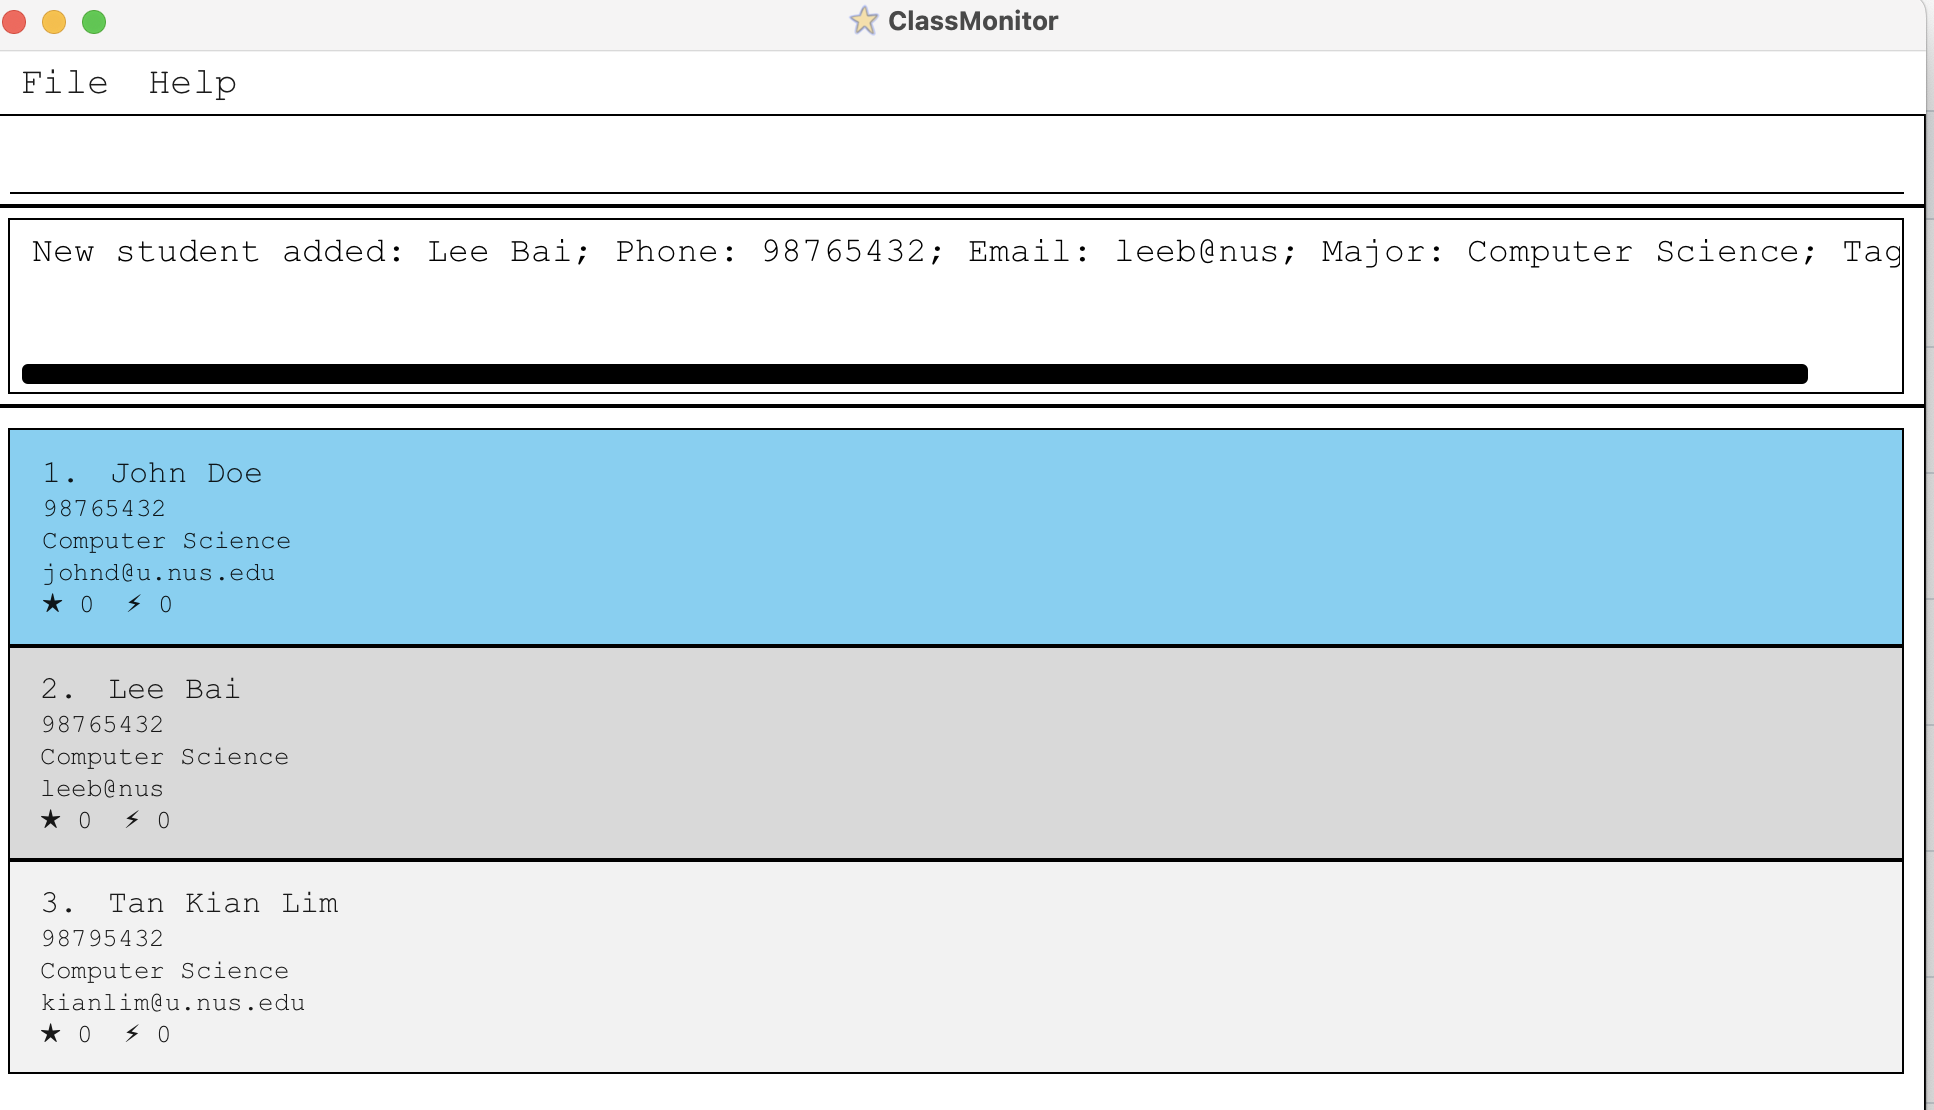 ClassMonitor
File Help
New student added: Lee Bai; Phone: 98765432; Email: leeb@nus; Major: Computer Science; Tag
1. John Doe
98765432
Computer Science
johnd@u.nus.edu
★ 0 ⚡ 0
2. Lee Bai
98765432
Computer Science
leeb@nus
★ 0 ⚡ 0
3. Tan Kian Lim
98795432
Computer Science
kianlim@u.nus.edu
★ 0 ⚡ 0